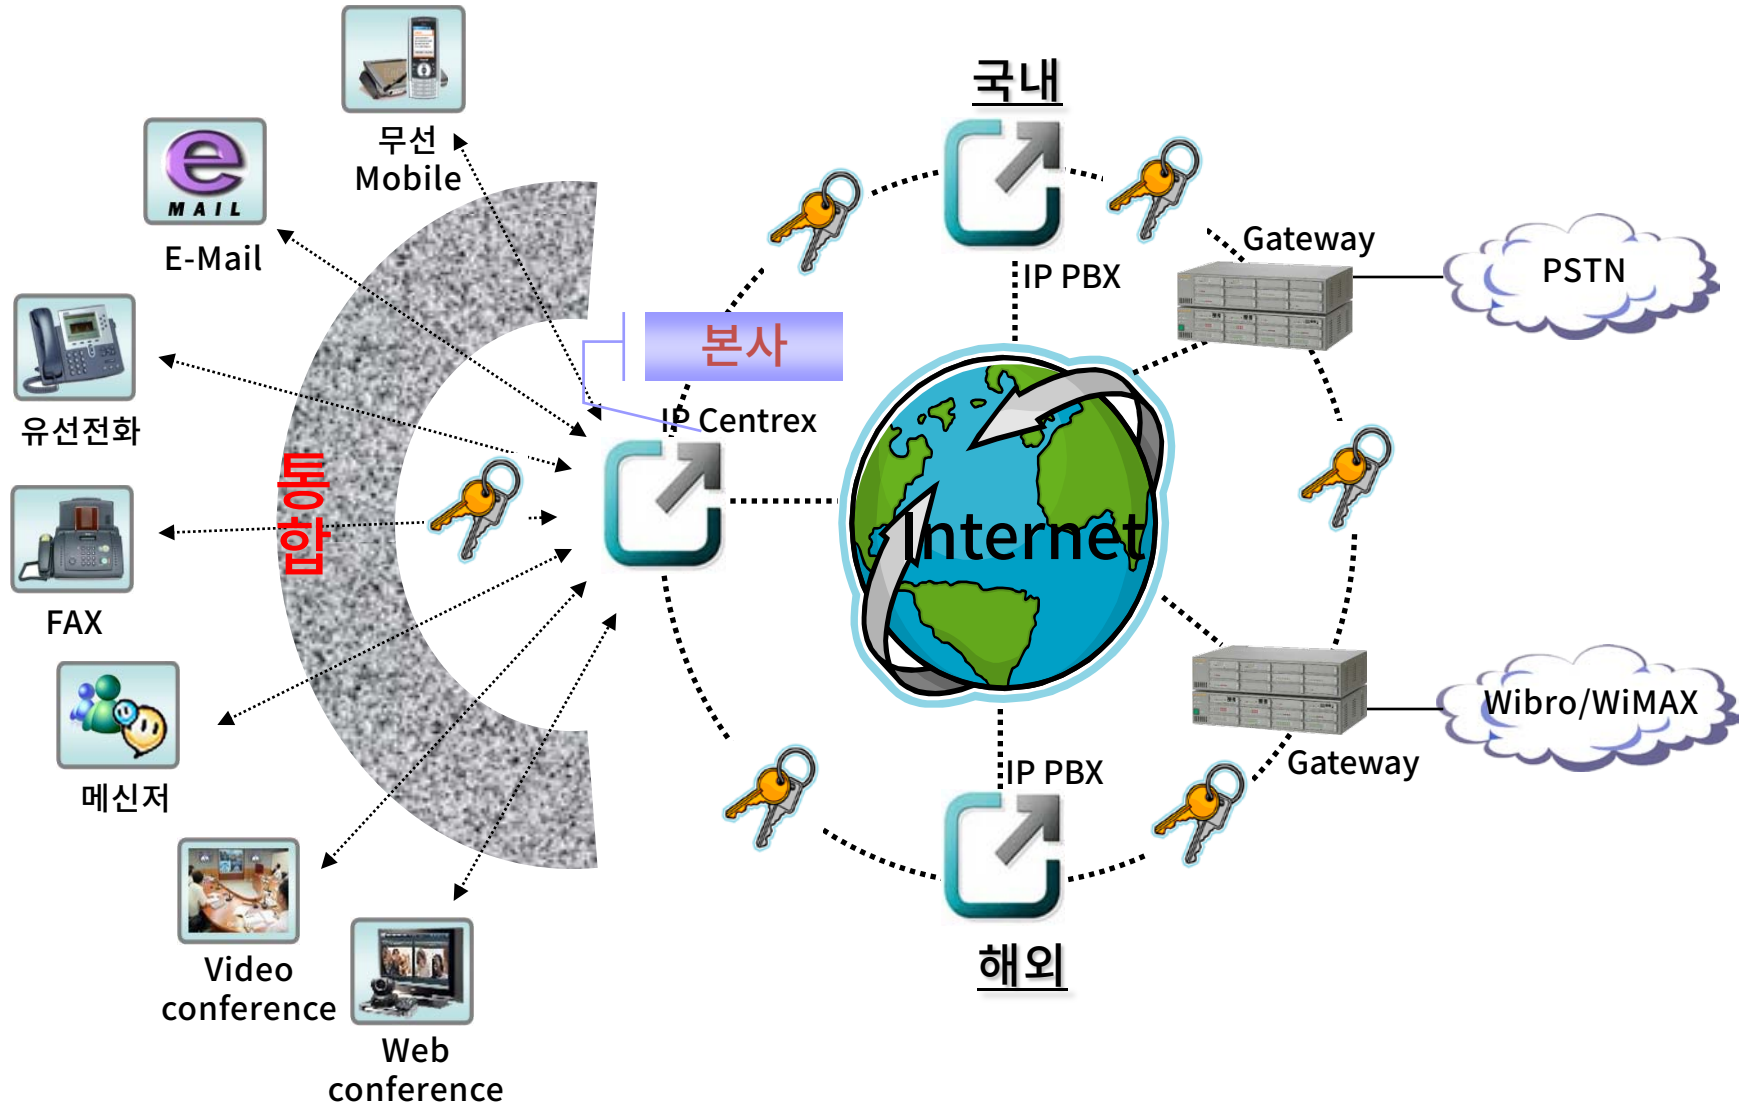 무선
Mobile
e
MAIL
E-Mail
유선전화
FAX
메신저
Video
conference
Web
conference
통합
본사
IP Centrex
국내
IP PBX
Internet
IP PBX
해외
Gateway
PSTN
Wibro/WiMAX
Gateway